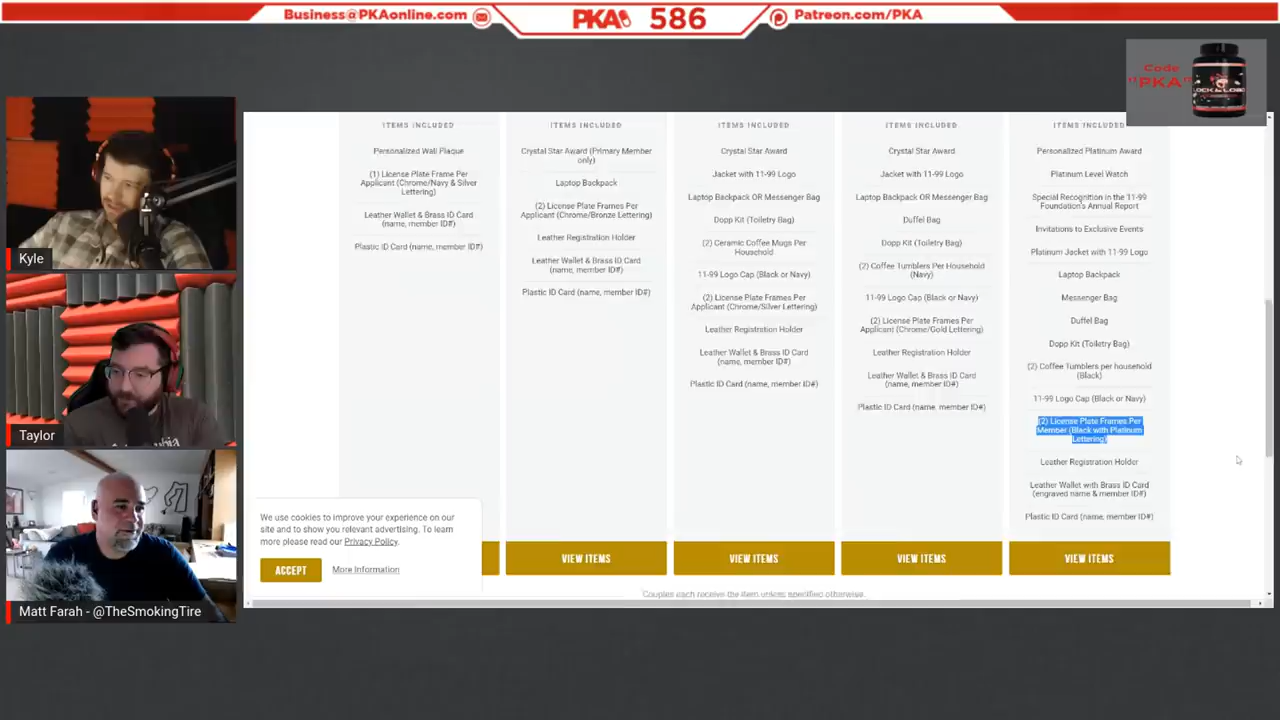 Business@PKAonline.com
PKA 586
Patreon.com/PKA
Code
"PKA"
Kyle
Taylor
Matt Farah - @TheSmokingTire
ITEMS INCLUDED
Personalized Wall Plaque
(1) License Plate Frame Per
Applicant (Chrome/Navy & Silver
Lettering)
Leather Wallet & Brass ID Card
(name, member ID#)
Plastic ID Card (name, member ID#)
ITEMS INCLUDED
Crystal Star Award (Primary Member
only)
Laptop Backpack
(2) License Plate Frames Per
Applicant (Chrome/Bronze Lettering)
Leather Registration Holder
Leather Wallet & Brass ID Card
(name, member ID#)
Plastic ID Card (name, member ID#)
VIEW ITEMS
ITEMS INCLUDED
Crystal Star Award
Jacket with 11-99 Logo
Laptop Backpack OR Messenger Bag
Dopp Kit (Toiletry Bag)
(2) Ceramic Coffee Mugs Per
Household
11-99 Logo Cap (Black or Navy)
(2) License Plate Frames Per
Applicant (Chrome/Silver Lettering)
Leather Registration Holder
Leather Wallet & Brass ID Card
(name, member ID#)
Plastic ID Card (name, member ID#)
VIEW ITEMS
ITEMS INCLUDED
Crystal Star Award
Jacket with 11-99 Logo
Laptop Backpack OR Messenger Bag
Duffel Bag
Dopp Kit (Toiletry Bag)
(2) Coffee Tumblers Per Household
(Navy)
11-99 Logo Cap (Black or Navy)
(2) License Plate Frames Per
Applicant (Chrome/Gold Lettering)
Leather Registration Holder
Leather Wallet & Brass ID Card
(name, member ID#)
Plastic ID Card (name, member ID#)
VIEW ITEMS
ITEMS INCLUDED
Personalized Platinum Award
Platinum Level Watch
Special Recognition in the 11-99
Foundation's Annual Report
Invitations to Exclusive Events
Platinum Jacket with 11-99 Logo
Laptop Backpack
Messenger Bag
Duffel Bag
Dopp Kit (Toiletry Bag)
(2) Coffee Tumblers per household
(Black)
11-99 Logo Cap (Black or Navy)
(2) License Plate Frames Per
Member (Black with Platinum
Lettering)
Leather Registration Holder
Leather Wallet with Brass ID Card
(engraved name & member ID#)
Plastic ID Card (name, member ID#)
VIEW ITEMS
We use cookies to improve your experience on our
site and to show you relevant advertising. To learn
more please read our Privacy Policy.
ACCEPT
More Information
Couples each receive the item unless specified otherwise.